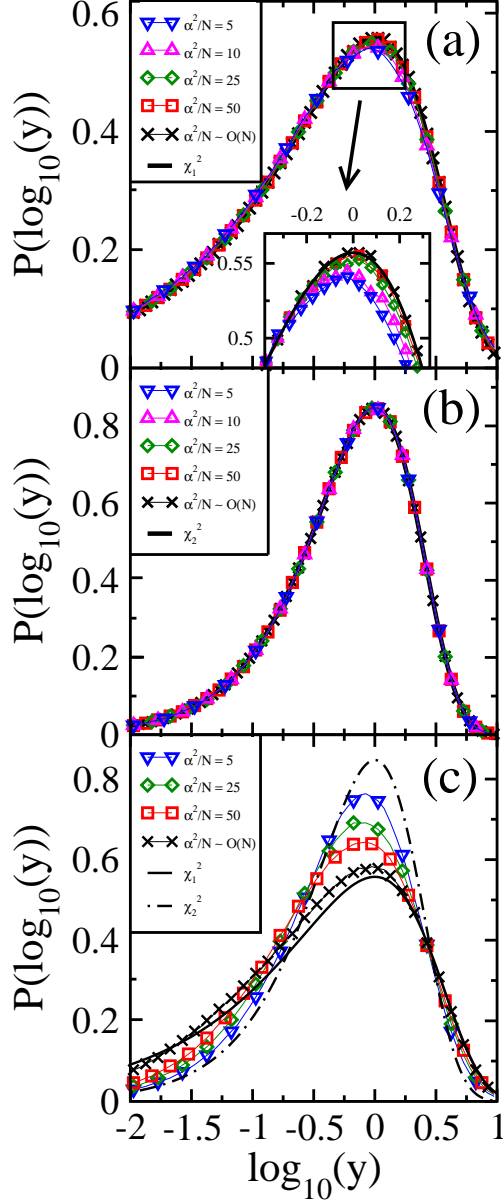 (a)
α²/N = 5
α²/N = 10
α²/N = 25
α²/N = 50
α²/N ~ O(N)
χ₁²
P(log₁₀(y))
0.6
0.4
0.2
0
-0.2 0 0.2
0.55
0.5
(b)
α²/N = 5
α²/N = 10
α²/N = 25
α²/N = 50
α²/N ~ O(N)
χ₂²
P(log₁₀(y))
0.8
0.6
0.4
0.2
0
(c)
α²/N = 5
α²/N = 25
α²/N = 50
α²/N ~ O(N)
χ₁²
χ₂²
P(log₁₀(y))
0.8
0.6
0.4
0.2
0
-2 -1.5 -1 -0.5 0 0.5 1
log₁₀(y)